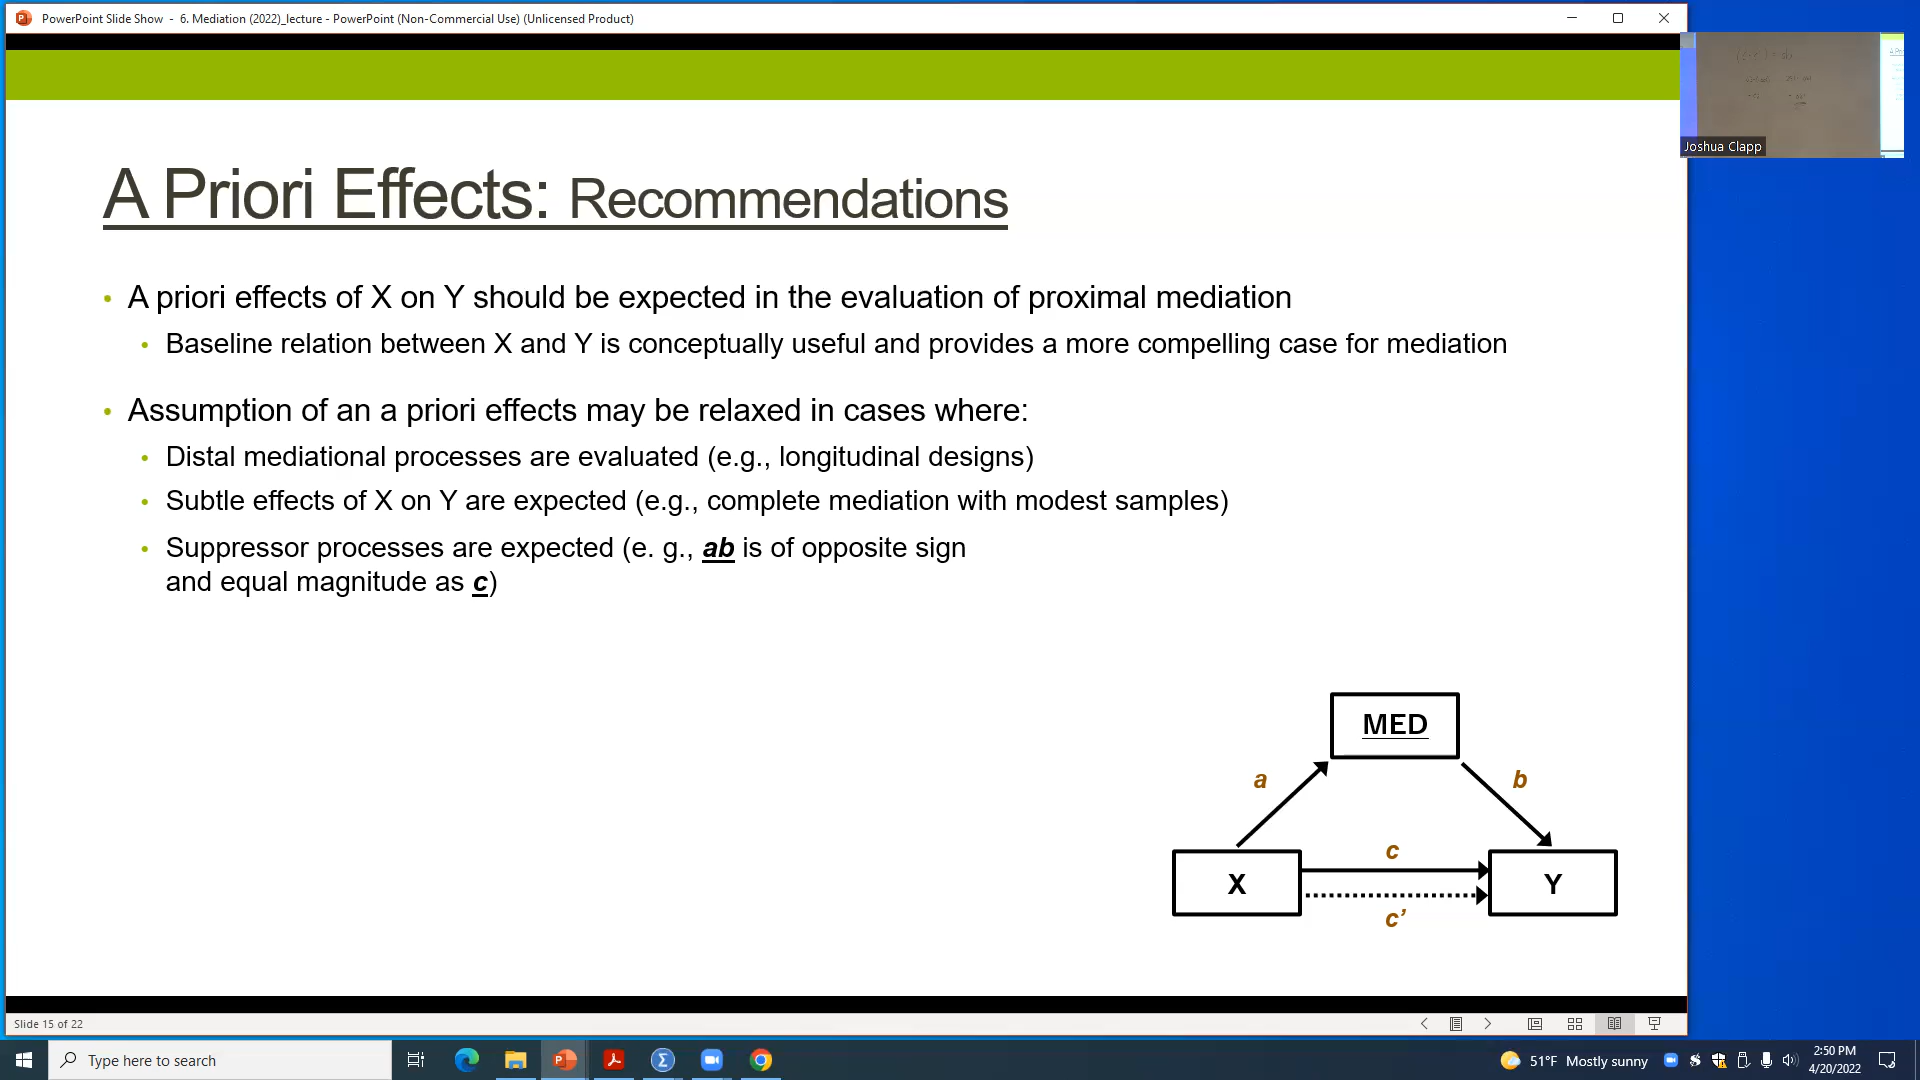 PowerPoint Slide Show - 6. Mediation (2022)_lecture - PowerPoint (Non-Commercial Use) (Unlicensed Product)
Joshua Clapp
A Priori Effects: Recommendations
• A priori effects of X on Y should be expected in the evaluation of proximal mediation
• Baseline relation between X and Y is conceptually useful and provides a more compelling case for mediation
• Assumption of an a priori effects may be relaxed in cases where:
• Distal mediational processes are evaluated (e.g., longitudinal designs)
• Subtle effects of X on Y are expected (e.g., complete mediation with modest samples)
• Suppressor processes are expected (e. g., ab is of opposite sign
and equal magnitude as c)
MED
a
b
c
X
Y
c’
Slide 15 of 22
Type here to search
51°F Mostly sunny
2:50 PM
4/20/2022